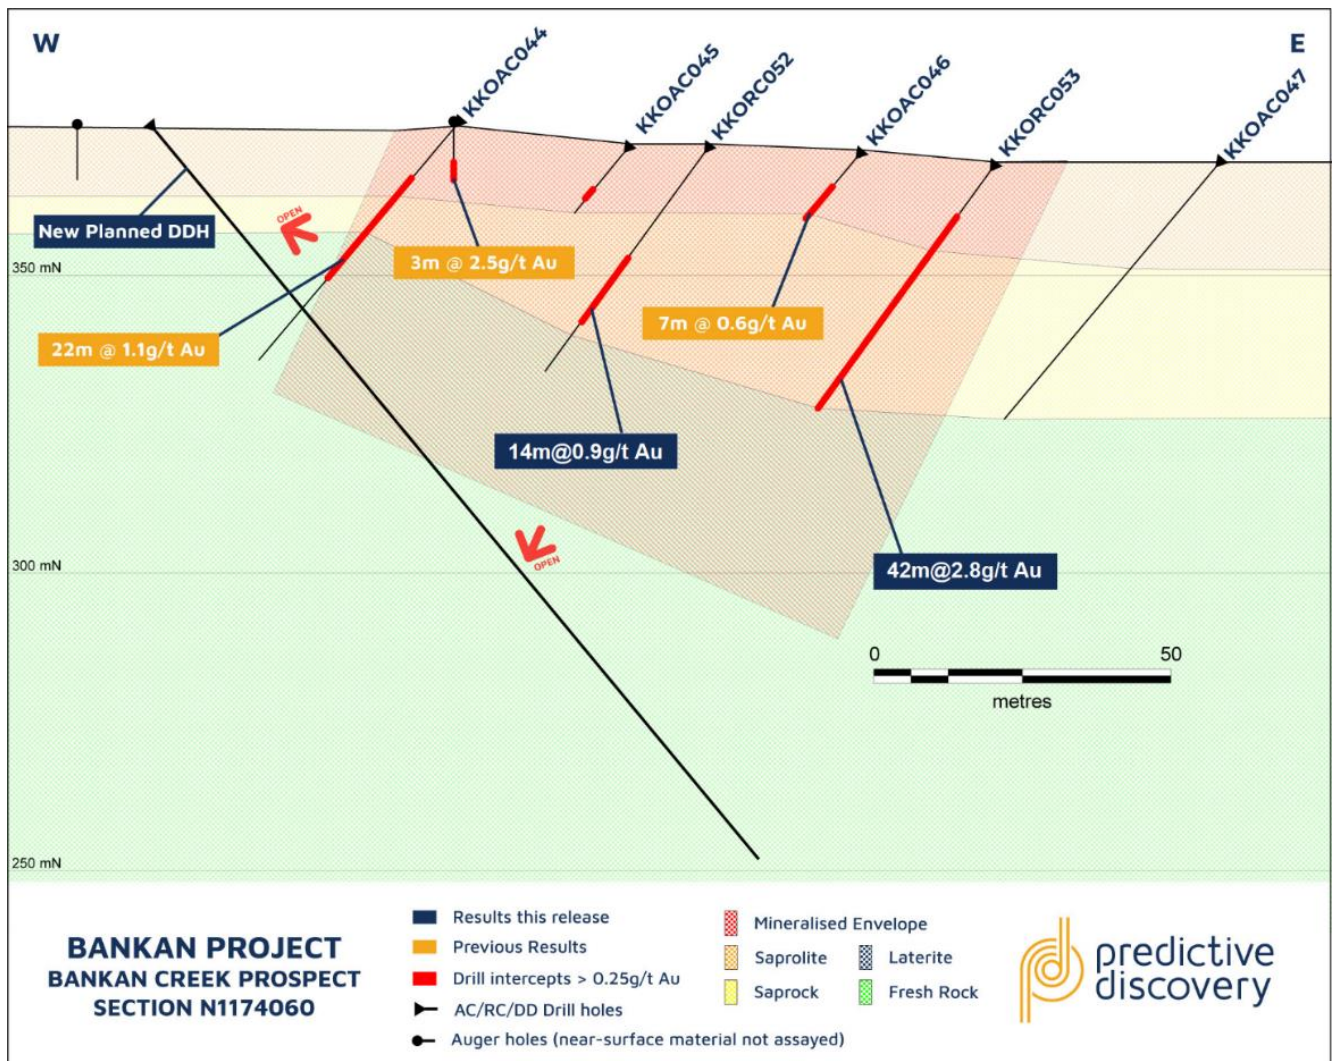 W
E
KKOAC044
KKOAC045
KKORC052
KKOAC046
KKORC053
KKOAC047
New Planned DDH
OPEN
3m @ 2.5g/t Au
350 mN
7m @ 0.6g/t Au
22m @ 1.1g/t Au
14m@0.9g/t Au
OPEN
300 mN
42m@2.8g/t Au
0
50
metres
250 mN
BANKAN PROJECT
BANKAN CREEK PROSPECT
SECTION N1174060
Results this release
Previous Results
Drill intercepts > 0.25g/t Au
AC/RC/DD Drill holes
Auger holes (near-surface material not assayed)
Mineralised Envelope
Saprolite
Laterite
Saprock
Fresh Rock
predictive
discovery